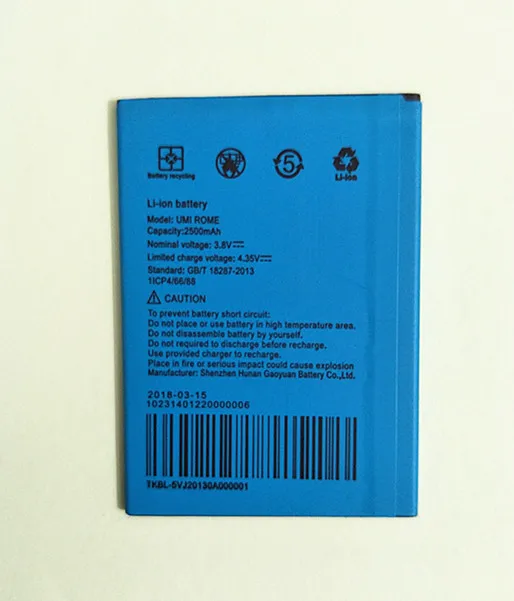 Battery recycling
5
Li-ion
Li-ion battery
Model: UMI ROME
Capacity:2500mAh
Nominal voltage: 3.8V⎓
Limited charge voltage: 4.35V⎓
Standard: GB/T 18287-2013
1ICP4/66/88
CAUTION
To prevent battery short circuit:
Do not place or use battery in high temperature area.
Do not disassemble battery by yourself.
Do not required to discharge before recharge.
Use provided charger to recharge.
Place in fire or serious impact could cause explosion
Manufacturer: Shenzhen Hunan Gaoyuan Battery Co.,Ltd.
2018-03-15
10231401220000006
TKBL-5VJ20130A000001